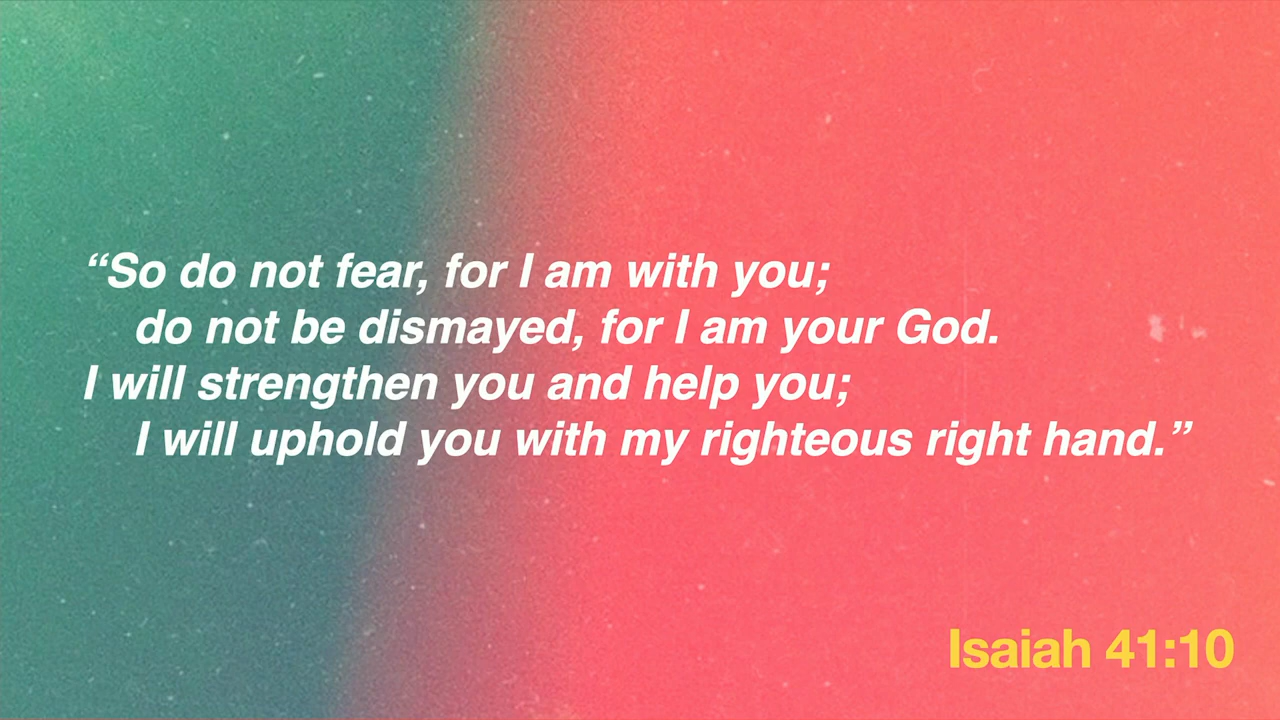 “So do not fear, for I am with you;
do not be dismayed, for I am your God.
I will strengthen you and help you;
I will uphold you with my righteous right hand.”
Isaiah 41:10